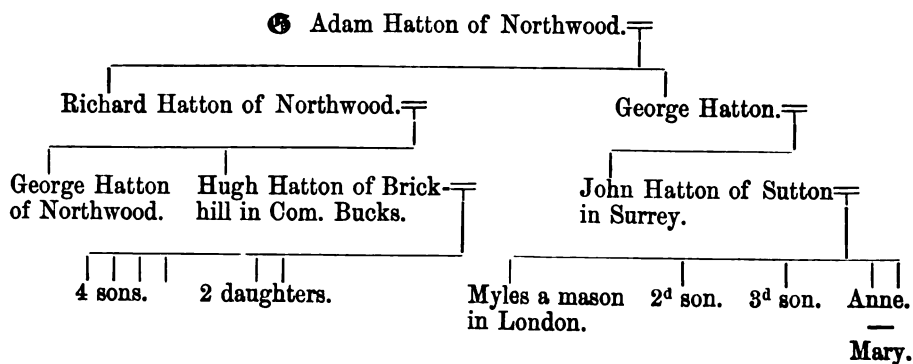 G Adam Hatton of Northwood.
Richard Hatton of Northwood.
George Hatton.
George Hatton
of Northwood.
Hugh Hatton of Brick-
hill in Com. Bucks.
John Hatton of Sutton
in Surrey.
4 sons.
2 daughters.
Myles a mason
in London.
2d son.
3d son.
Anne.
Mary.